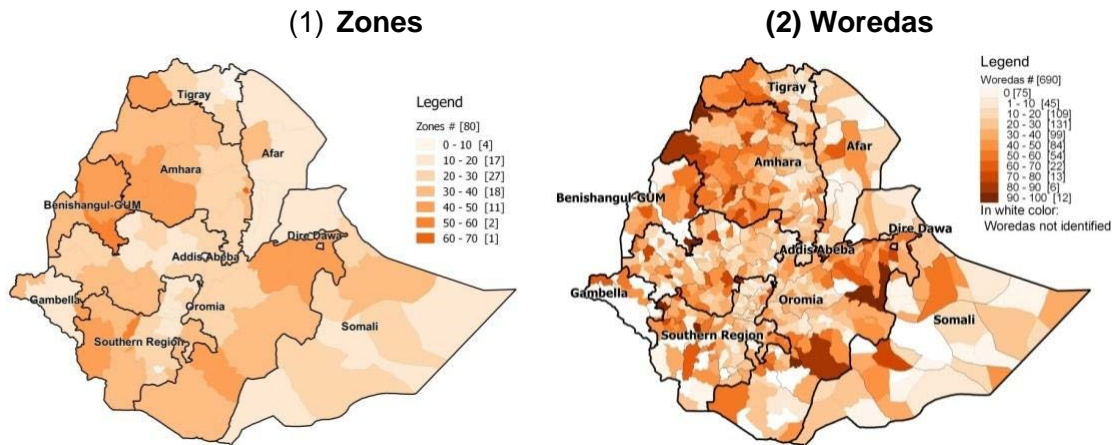 (1) Zones
(2) Woredas
Tigray
Afar
Amhara
Benishangul-GUM
Dire Dawa
Addis Abeba
Gambella
Oromia
Somali
Southern Region
Legend
Zones # [80]
0 - 10 [4]
10 - 20 [17]
20 - 30 [27]
30 - 40 [18]
40 - 50 [11]
50 - 60 [2]
60 - 70 [1]
Tigray
Afar
Amhara
Benishangul-GUM
Dire Dawa
Addis Abeba
Gambella
Oromia
Somali
Southern Region
Legend
Woredas # [690]
0 [75]
1 - 10 [45]
10 - 20 [109]
20 - 30 [131]
30 - 40 [99]
40 - 50 [84]
50 - 60 [54]
60 - 70 [22]
70 - 80 [13]
80 - 90 [6]
90 - 100 [12]
In white color:
Woredas not identified